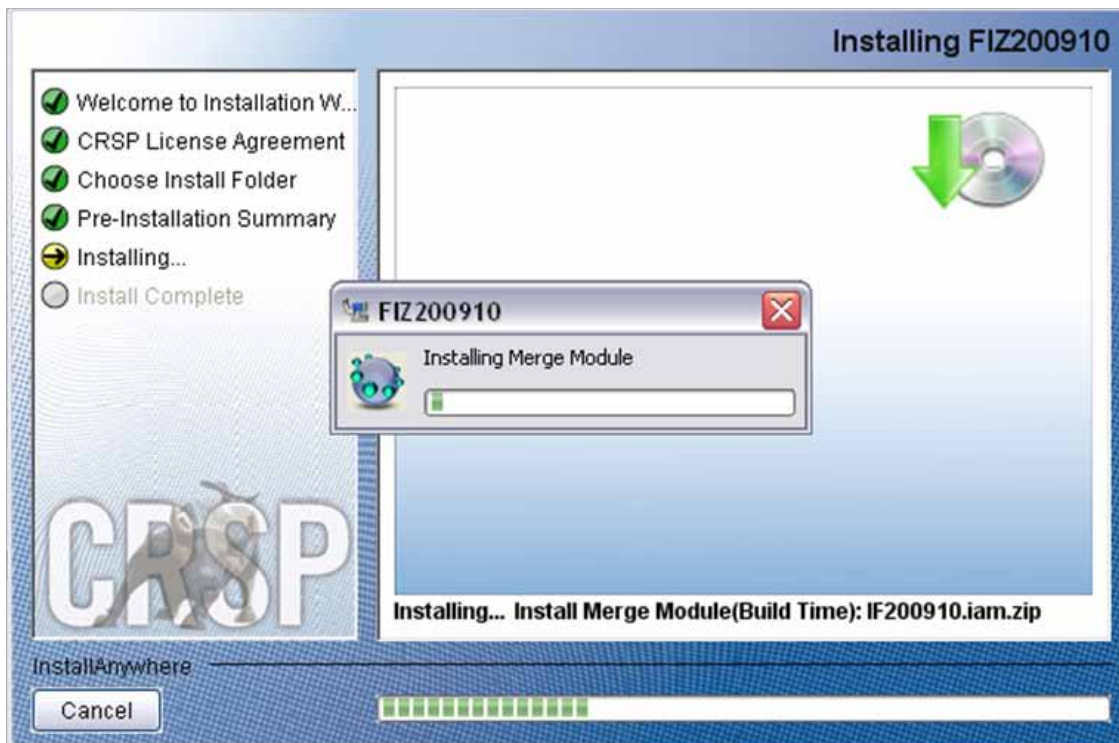 Installing FIZ200910
Welcome to Installation W...
CRSP License Agreement
Choose Install Folder
Pre-Installation Summary
Installing...
Install Complete
FIZ200910
Installing Merge Module
CRSP
Installing... Install Merge Module(Build Time): IF200910.iam.zip
InstallAnywhere
Cancel